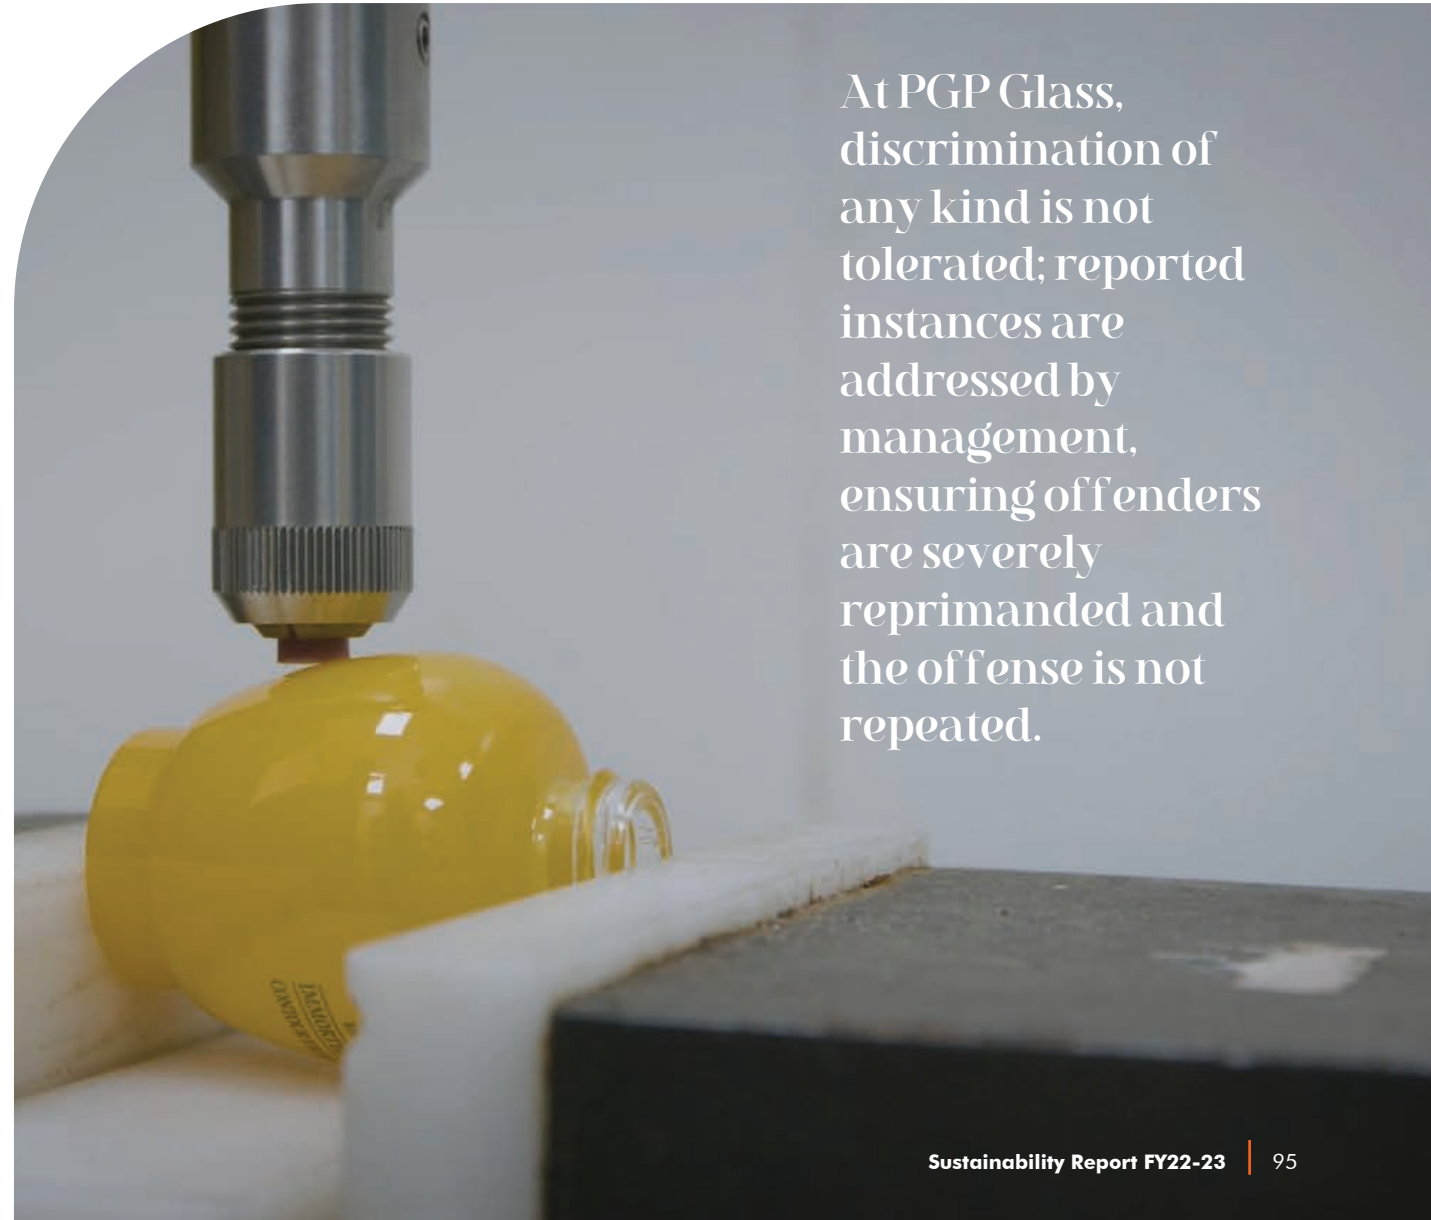 At PGP Glass,
discrimination of
any kind is not
tolerated; reported
instances are
addressed by
management,
ensuring offenders
are severely
reprimanded and
the offense is not
repeated.
Sustainability Report FY22-23 | 95